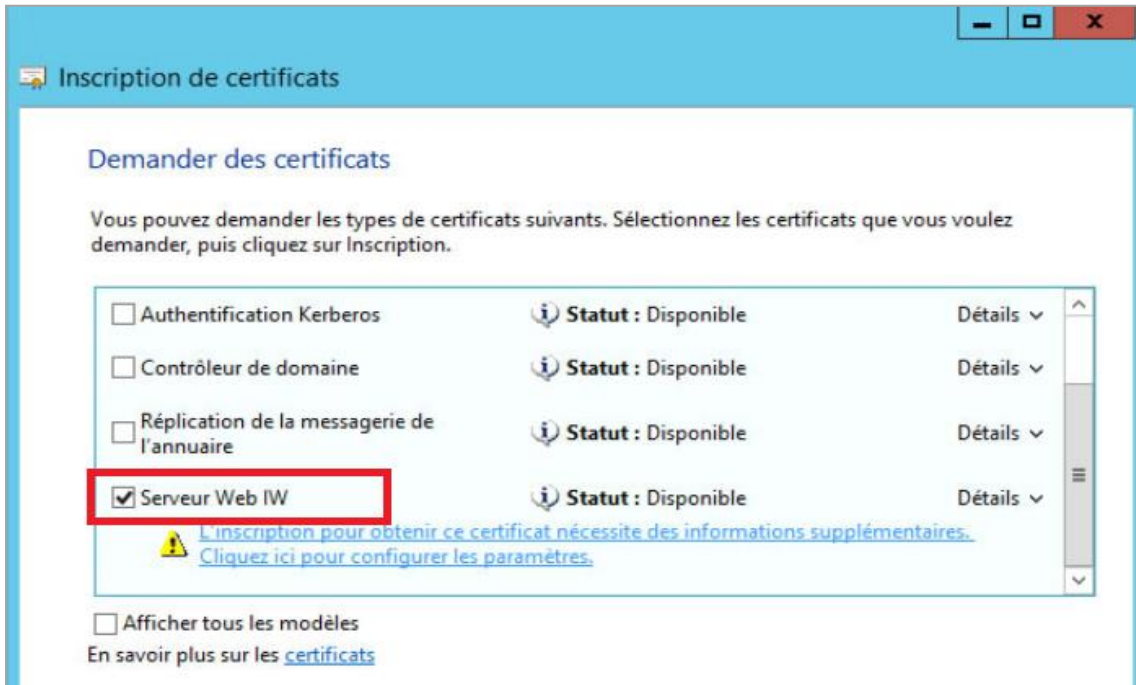 Inscription de certificats
Demander des certificats
Vous pouvez demander les types de certificats suivants. Sélectionnez les certificats que vous voulez
demander, puis cliquez sur Inscription.
Authentification Kerberos Statut : Disponible Détails
Contrôleur de domaine Statut : Disponible Détails
Réplication de la messagerie de
l'annuaire Statut : Disponible Détails
Serveur Web IW Statut : Disponible Détails
L'inscription pour obtenir ce certificat nécessite des informations supplémentaires.
Cliquez ici pour configurer les paramètres.
Afficher tous les modèles
En savoir plus sur les certificats